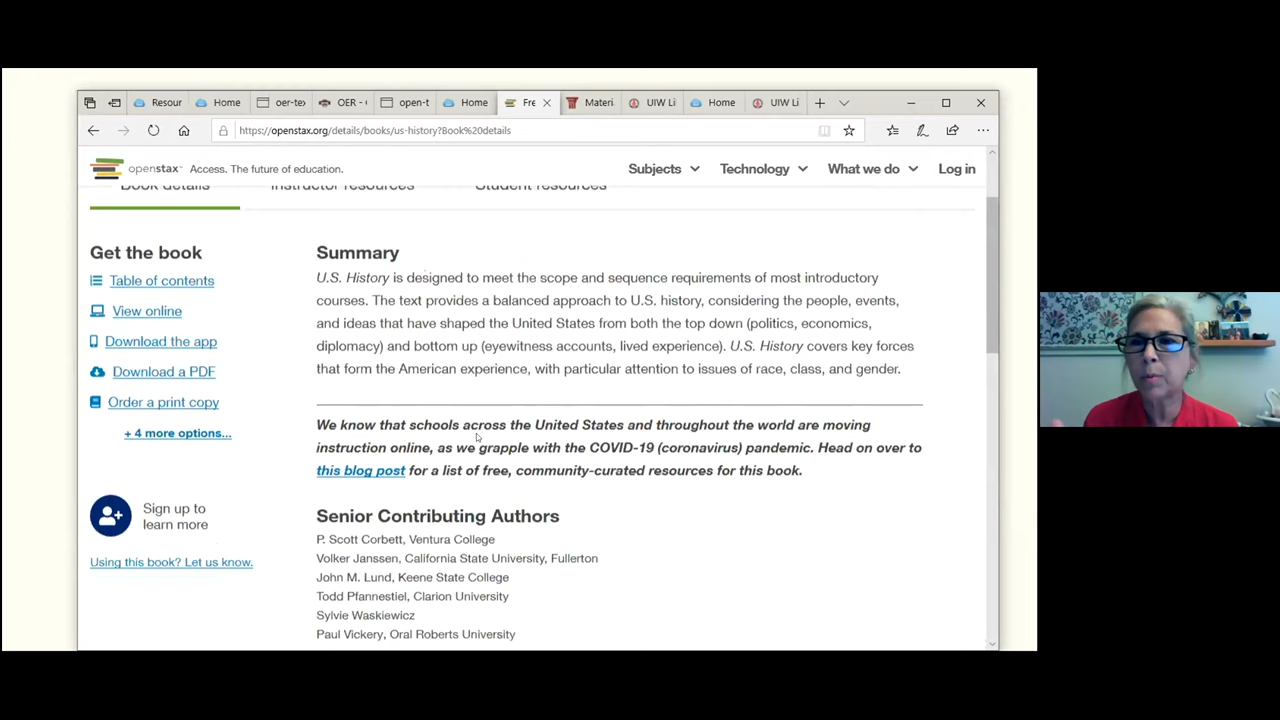 Resour
Home
oer-tex
OER - (
open-t
Home
Fre
Materi
UIW Li
Home
UIW Li
https://openstax.org/details/books/us-history?Book%20details
openstax™ Access. The future of education.
Subjects
Technology
What we do
Log in
Book details
Instructor resources
Student resources
Get the book
Table of contents
View online
Download the app
Download a PDF
Order a print copy
+ 4 more options...
Sign up to
learn more
Using this book? Let us know.
Summary
U.S. History is designed to meet the scope and sequence requirements of most introductory
courses. The text provides a balanced approach to U.S. history, considering the people, events,
and ideas that have shaped the United States from both the top down (politics, economics,
diplomacy) and bottom up (eyewitness accounts, lived experience). U.S. History covers key forces
that form the American experience, with particular attention to issues of race, class, and gender.
We know that schools across the United States and throughout the world are moving
instruction online, as we grapple with the COVID-19 (coronavirus) pandemic. Head on over to
this blog post for a list of free, community-curated resources for this book.
Senior Contributing Authors
P. Scott Corbett, Ventura College
Volker Janssen, California State University, Fullerton
John M. Lund, Keene State College
Todd Pfannestiel, Clarion University
Sylvie Waskiewicz
Paul Vickery, Oral Roberts University